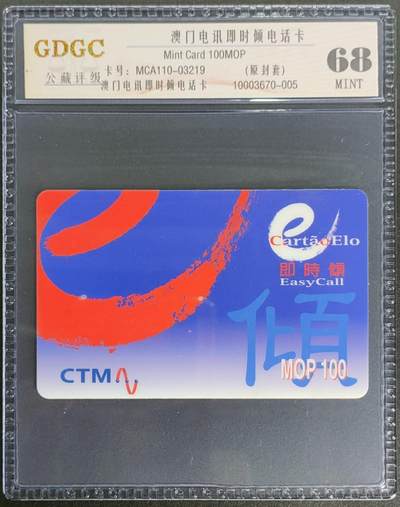 GDGC
公藏评级
澳门电讯即时倾电话卡
Mint Card 100MOP
卡号: MCA110-03219 (原封套)
澳门电讯即时倾电话卡 10003670-005
68
MINT
CartãoElo
即時傾
EasyCall
傾
CTM
MOP 100